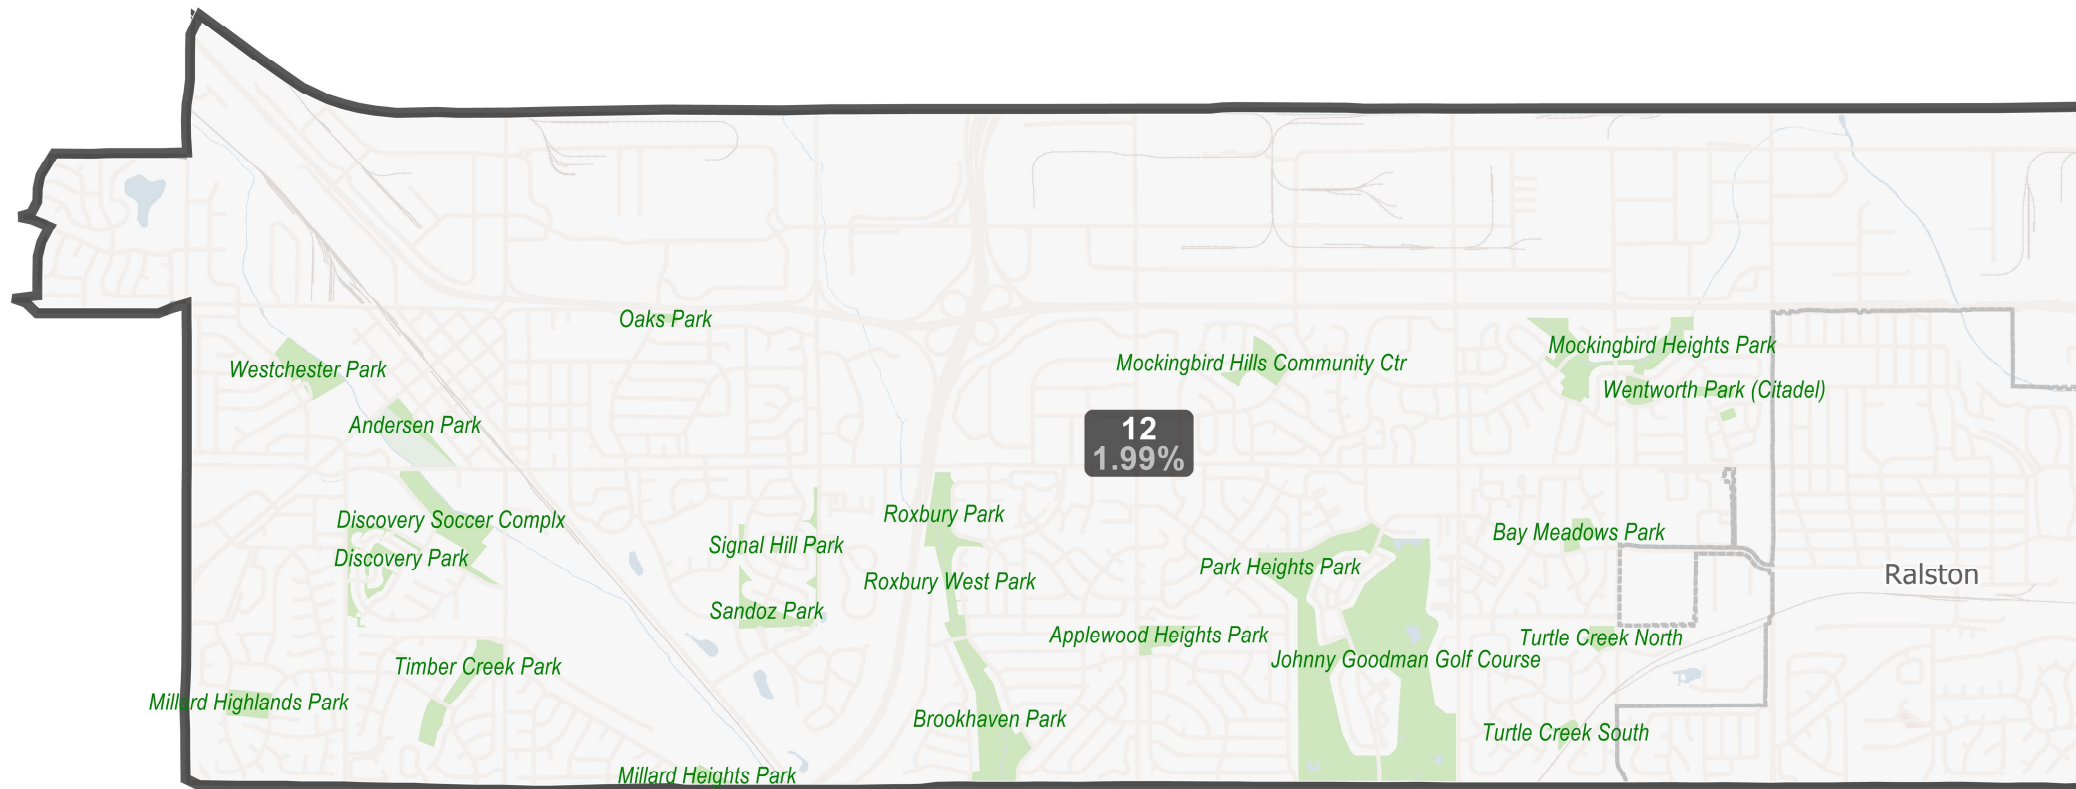 Oaks Park
Mockingbird Heights Park
Westchester Park
Mockingbird Hills Community Ctr
Wentworth Park (Citadel)
Andersen Park
12
1.99%
Roxbury Park
Discovery Soccer Complx
Bay Meadows Park
Signal Hill Park
Discovery Park
Park Heights Park
Ralston
Roxbury West Park
Sandoz Park
Applewood Heights Park
Turtle Creek North
Johnny Goodman Golf Course
Timber Creek Park
Millard Highlands Park
Brookhaven Park
Turtle Creek South
Millard Heights Park